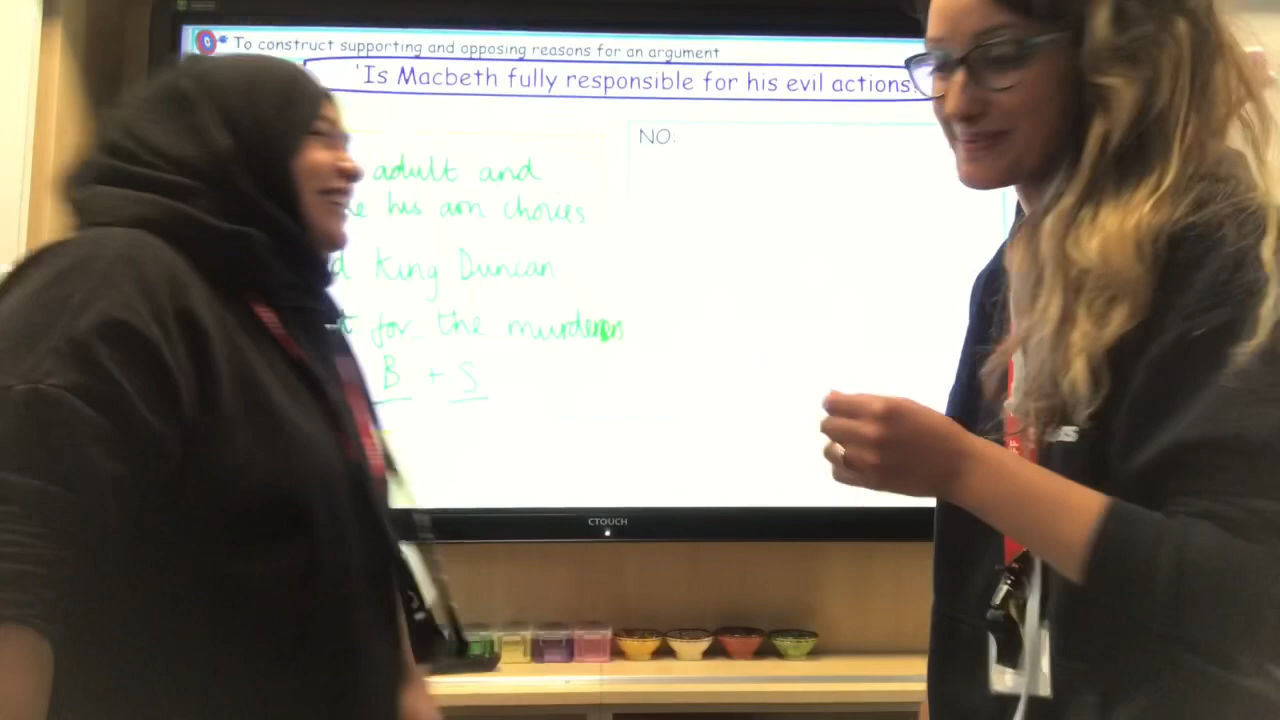 To construct supporting and opposing reasons for an argument
'Is Macbeth fully responsible for his evil actions
NO:
adult and
his own choices
King Duncan
for the murders
B + S
CTOUCH